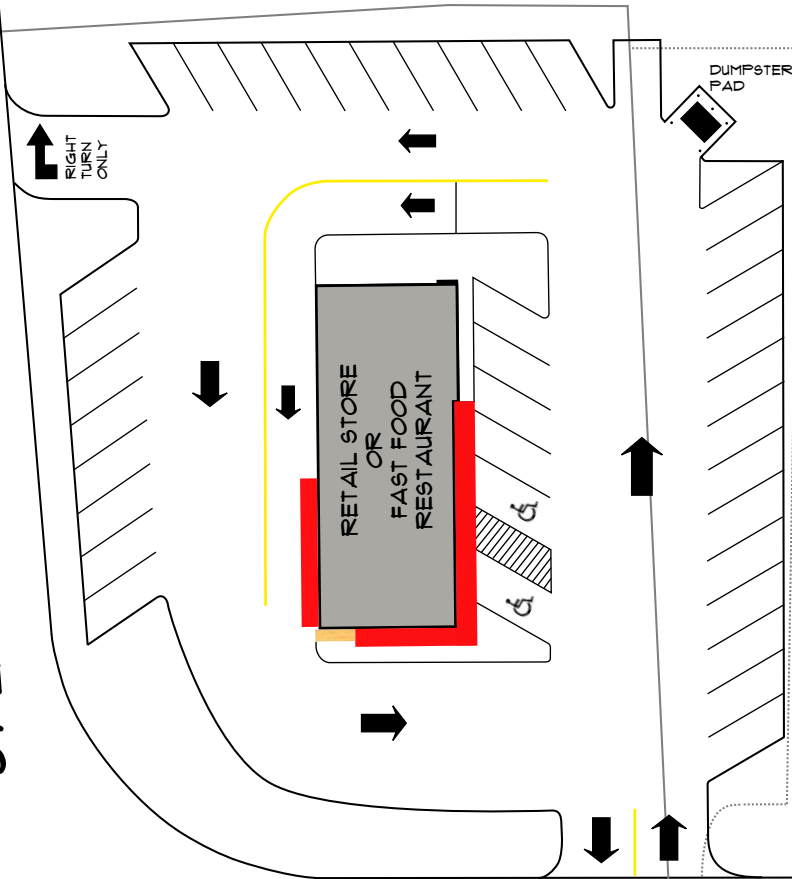 DUMPSTER
PAD
RIGHT
TURN
ONLY
RETAIL STORE
OR
FAST FOOD
RESTAURANT